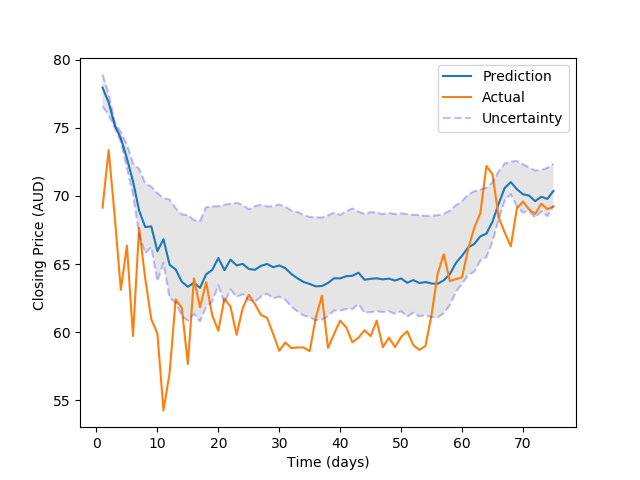 Prediction
Actual
Uncertainty
80
75
70
65
60
55
Closing Price (AUD)
0 10 20 30 40 50 60 70
Time (days)